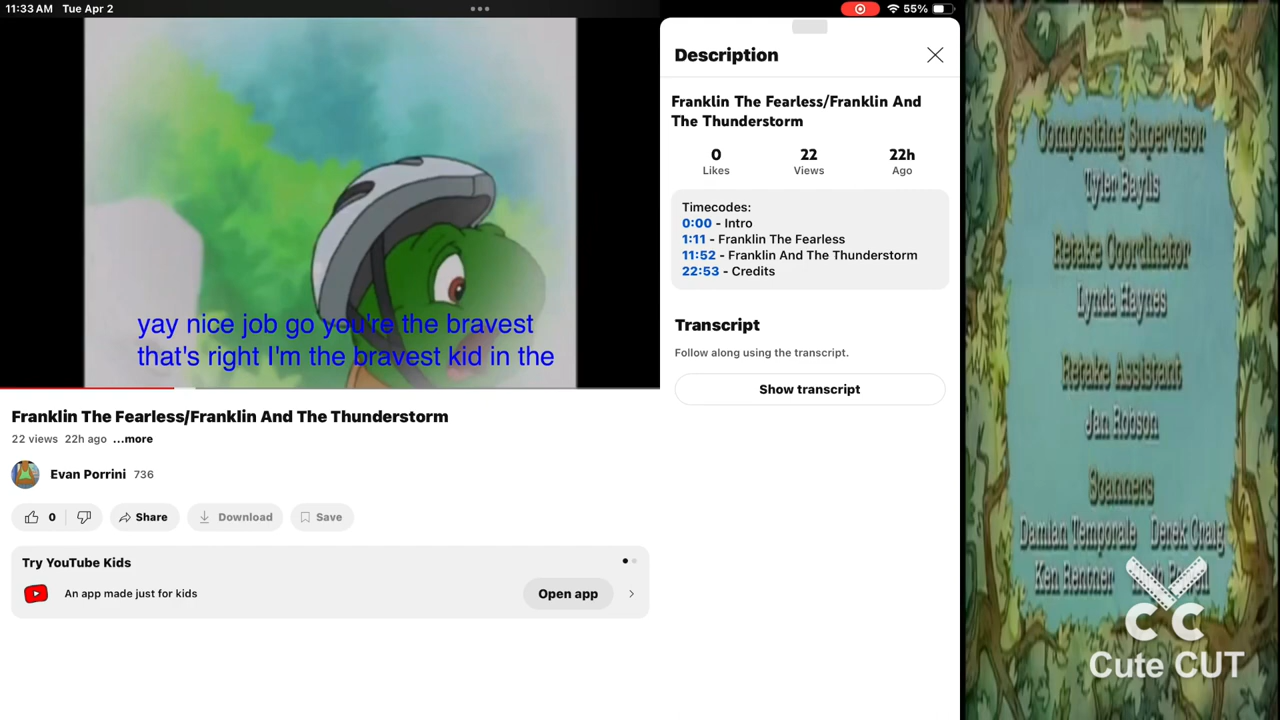 11:33 AM Tue Apr 2
55%
yay nice job go you're the bravest
that's right I'm the bravest kid in the
Franklin The Fearless/Franklin And The Thunderstorm
22 views 22h ago ...more
Evan Porrini 736
0
Share
Download
Save
Try YouTube Kids
An app made just for kids
Open app
Description
Franklin The Fearless/Franklin And
The Thunderstorm
0 22 22h
Likes Views Ago
Timecodes:
0:00 - Intro
1:11 - Franklin The Fearless
11:52 - Franklin And The Thunderstorm
22:53 - Credits
Transcript
Follow along using the transcript.
Show transcript
Compositing Supervisor
Tyler Baylis
Retake Coordinator
Lynda Haynes
Retake Assistant
Jan Robson
Scanners
Damian Temporale Derek Craig
Ken Rentner
CC
Cute CUT